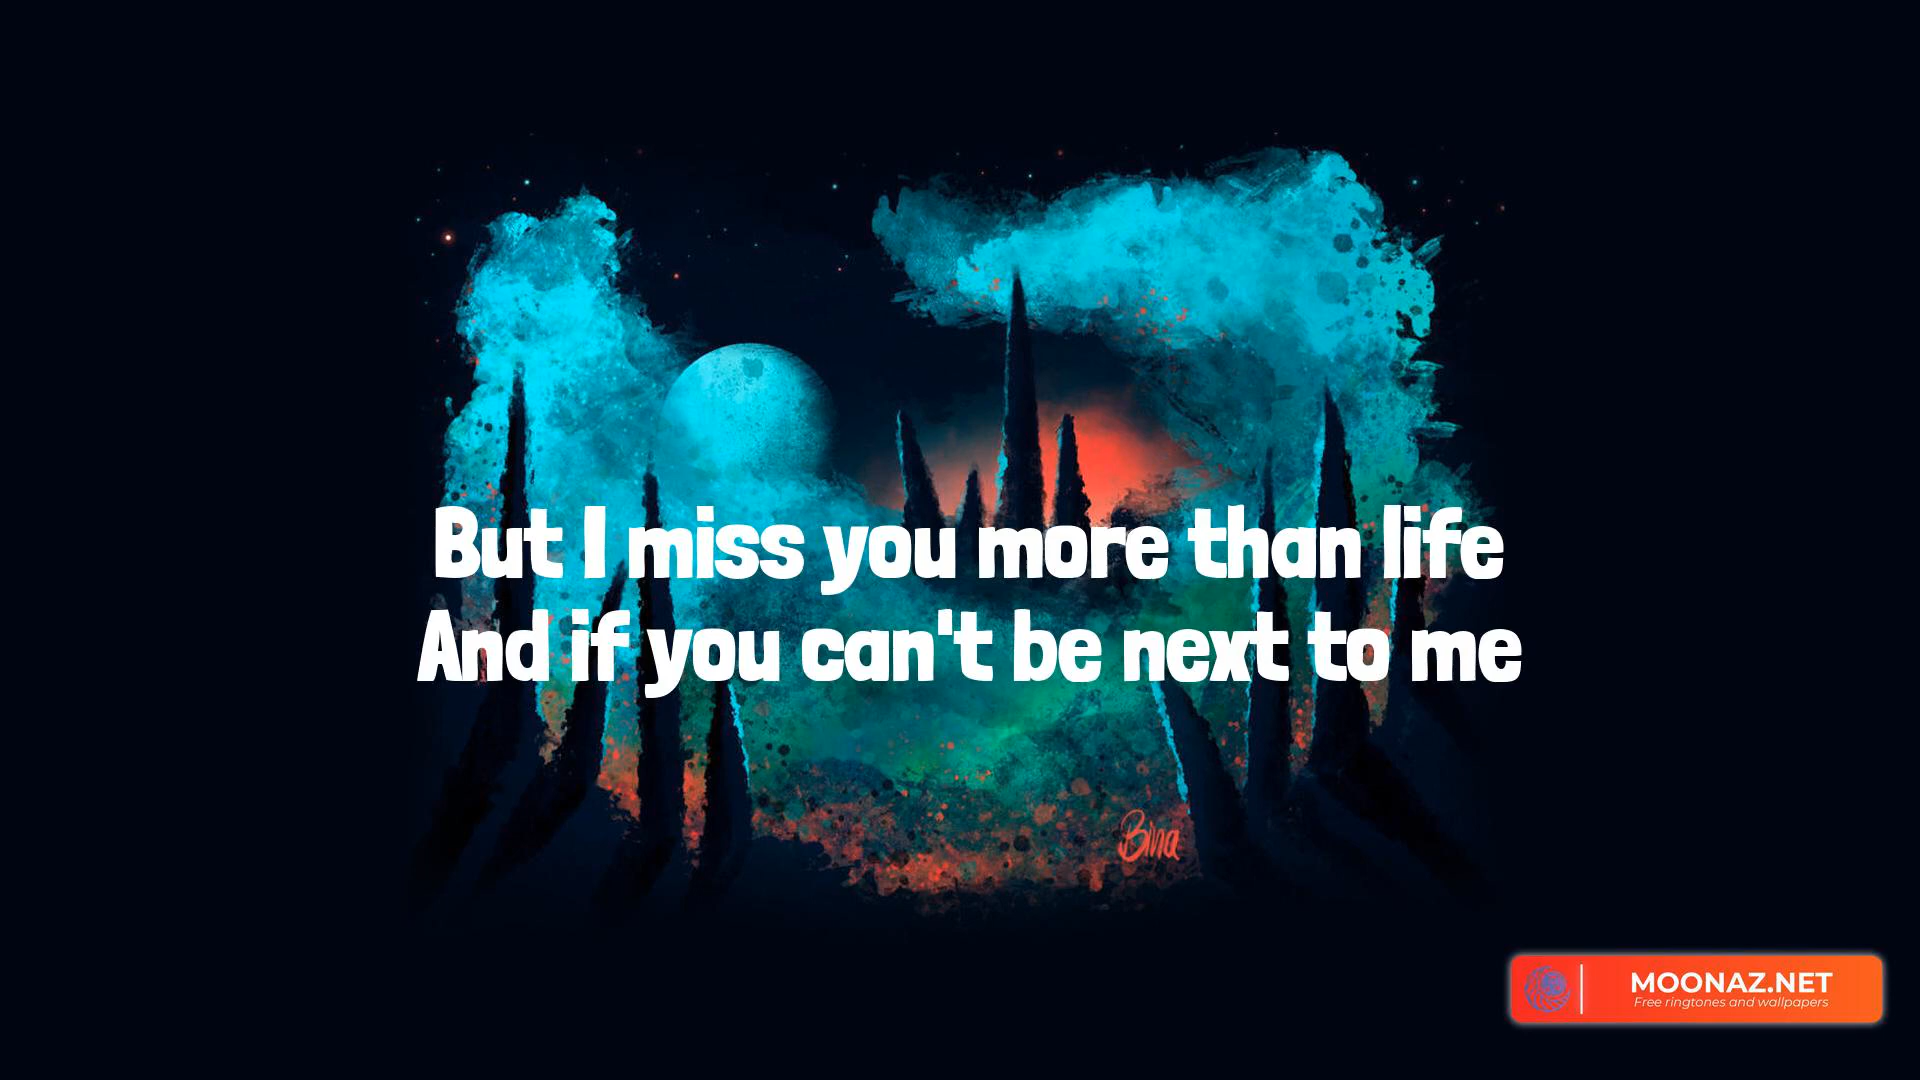 But I miss you more than life
And if you can't be next to me
Bina
MOONAZ.NET
Free ringtones and wallpapers